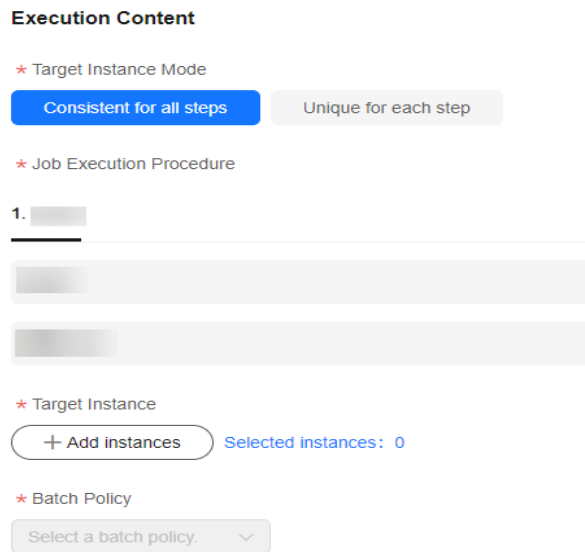 Execution Content
* Target Instance Mode
Consistent for all steps Unique for each step
* Job Execution Procedure
1.
* Target Instance
+ Add instances Selected instances: 0
* Batch Policy
Select a batch policy.